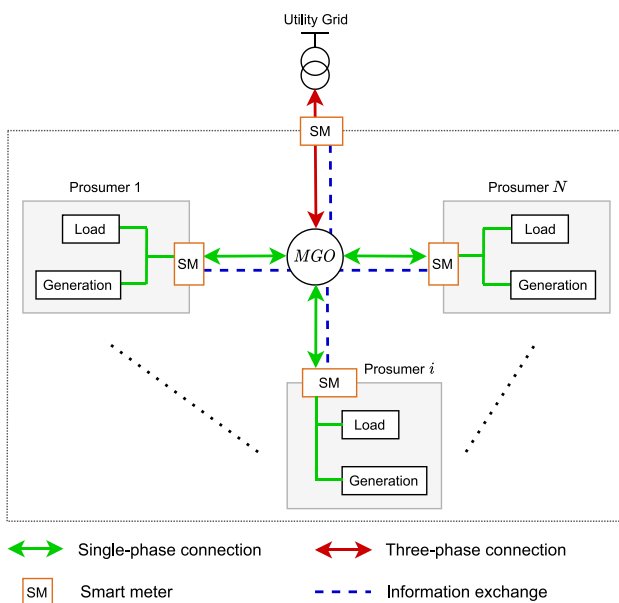 Utility Grid
SM
Prosumer 1
Prosumer N
Load
Load
SM
MGO
SM
Generation
Generation
SM
Prosumer i
Load
Generation
Single-phase connection
Three-phase connection
SM
Smart meter
Information exchange